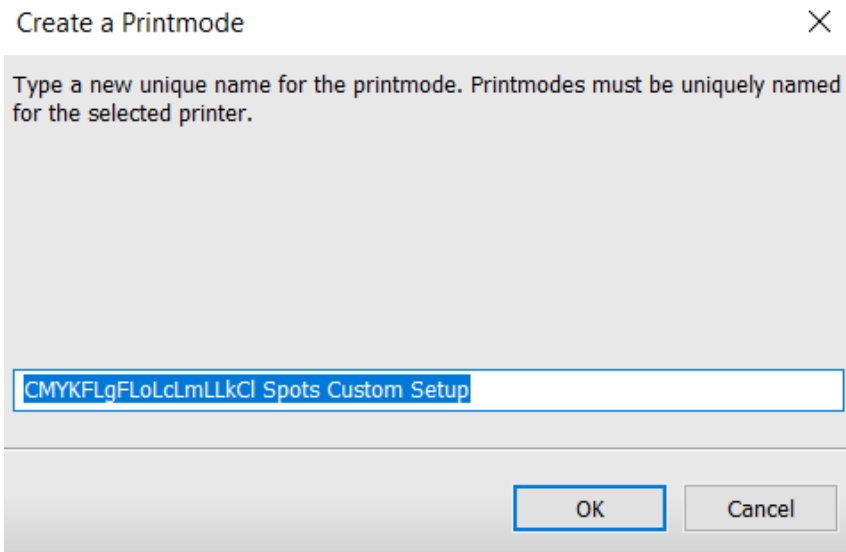 Create a Printmode
Type a new unique name for the printmode. Printmodes must be uniquely named
for the selected printer.
CMYKFLgFLoLcLmLLkCl Spots Custom Setup
OK
Cancel